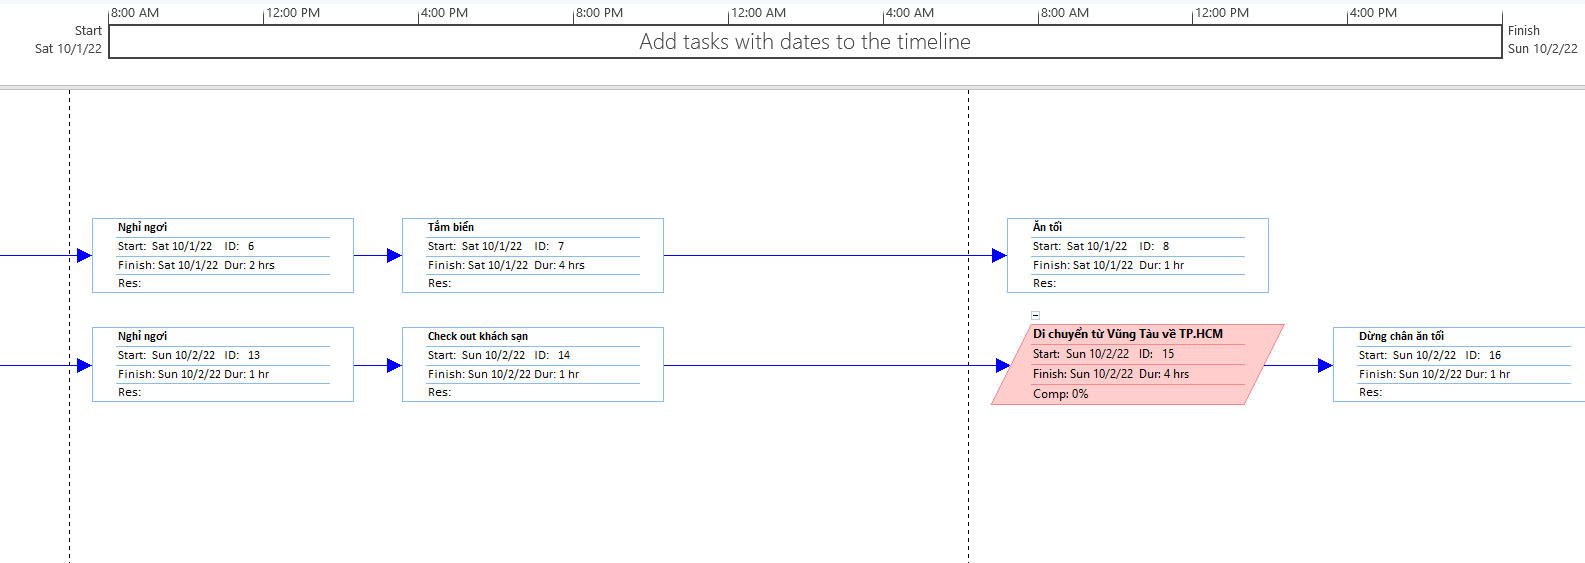 8:00 AM 12:00 PM 4:00 PM 8:00 PM 12:00 AM 4:00 AM 8:00 AM 12:00 PM 4:00 PM
Start
Sat 10/1/22
Add tasks with dates to the timeline
Finish
Sun 10/2/22
Nghỉ ngơi
Start: Sat 10/1/22 ID: 6
Finish: Sat 10/1/22 Dur: 2 hrs
Res:
Tắm biển
Start: Sat 10/1/22 ID: 7
Finish: Sat 10/1/22 Dur: 4 hrs
Res:
Ăn tối
Start: Sat 10/1/22 ID: 8
Finish: Sat 10/1/22 Dur: 1 hr
Res:
Nghỉ ngơi
Start: Sun 10/2/22 ID: 13
Finish: Sun 10/2/22 Dur: 1 hr
Res:
Check out khách sạn
Start: Sun 10/2/22 ID: 14
Finish: Sun 10/2/22 Dur: 1 hr
Res:
Di chuyển từ Vũng Tàu về TP.HCM
Start: Sun 10/2/22 ID: 15
Finish: Sun 10/2/22 Dur: 4 hrs
Comp: 0%
Dừng chân ăn tối
Start: Sun 10/2/22 ID: 16
Finish: Sun 10/2/22 Dur: 1 hr
Res: